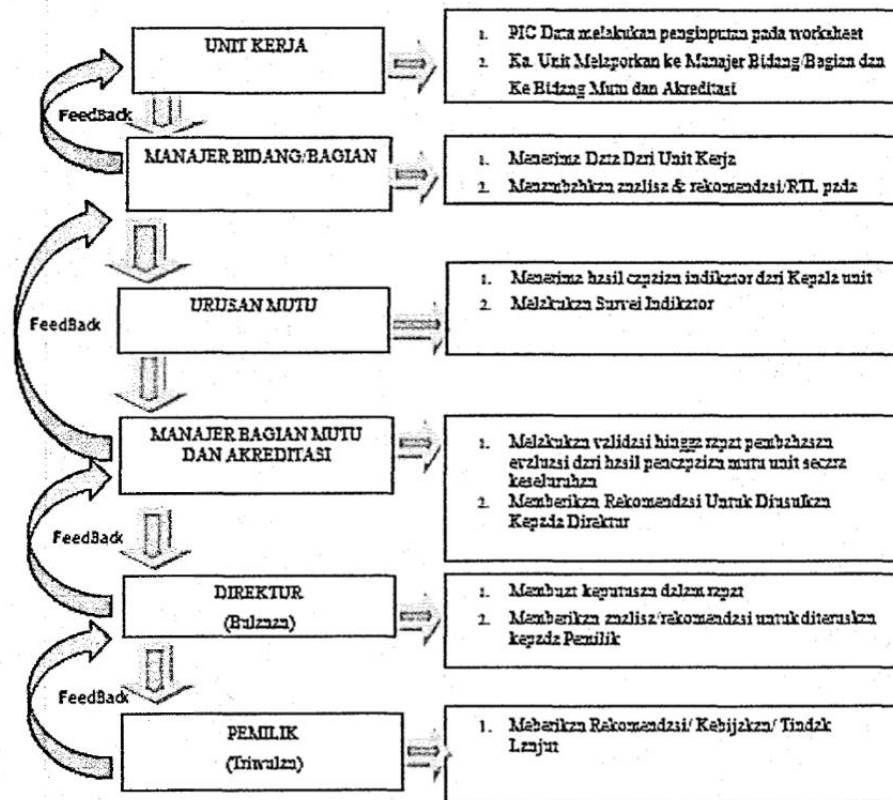 UNIT KERJA
1. PIC Data melakukan penginputan pada worksheet
2. Ka. Unit Melaporkan ke Manajer Bidang/Bagian dan
Ke Bidang Mutu dan Akreditasi
FeedBack
MANAJER BIDANG/BAGIAN
1. Menerima Data Dari Unit Kerja
2. Menambahkan analisa & rekomendasi/RTL pada
URUSAN MUTU
1. Menerima hasil capaian indikator dari Kepala unit
2. Melakukan Survei Indikator
FeedBack
MANAJER BAGIAN MUTU
DAN AKREDITASI
1. Melakukan validasi hingga rapat pembahasan
evaluasi dari hasil pencapaian mutu unit secara
keseluruhan
2. Memberikan Rekomendasi Untuk Diusulkan
Kepada Direktur
FeedBack
DIREKTUR
(Bulanan)
1. Membuat keputusan dalam rapat
2. Memberikan analisa/rekomendasi untuk diteruskan
kepada Pemilik
FeedBack
PEMILIK
(Triwulan)
1. Meberikan Rekomendasi/ Kebijakan/ Tindak
Lanjut